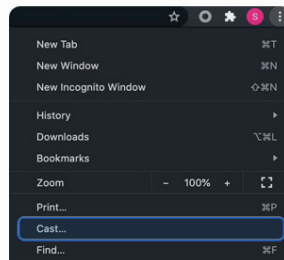 S
New Tab ⌘T
New Window ⌘N
New Incognito Window ⇧⌘N
History ▸
Downloads ⌥⌘L
Bookmarks ▸
Zoom - 100% +
Print... ⌘P
Cast...
Find... ⌘F